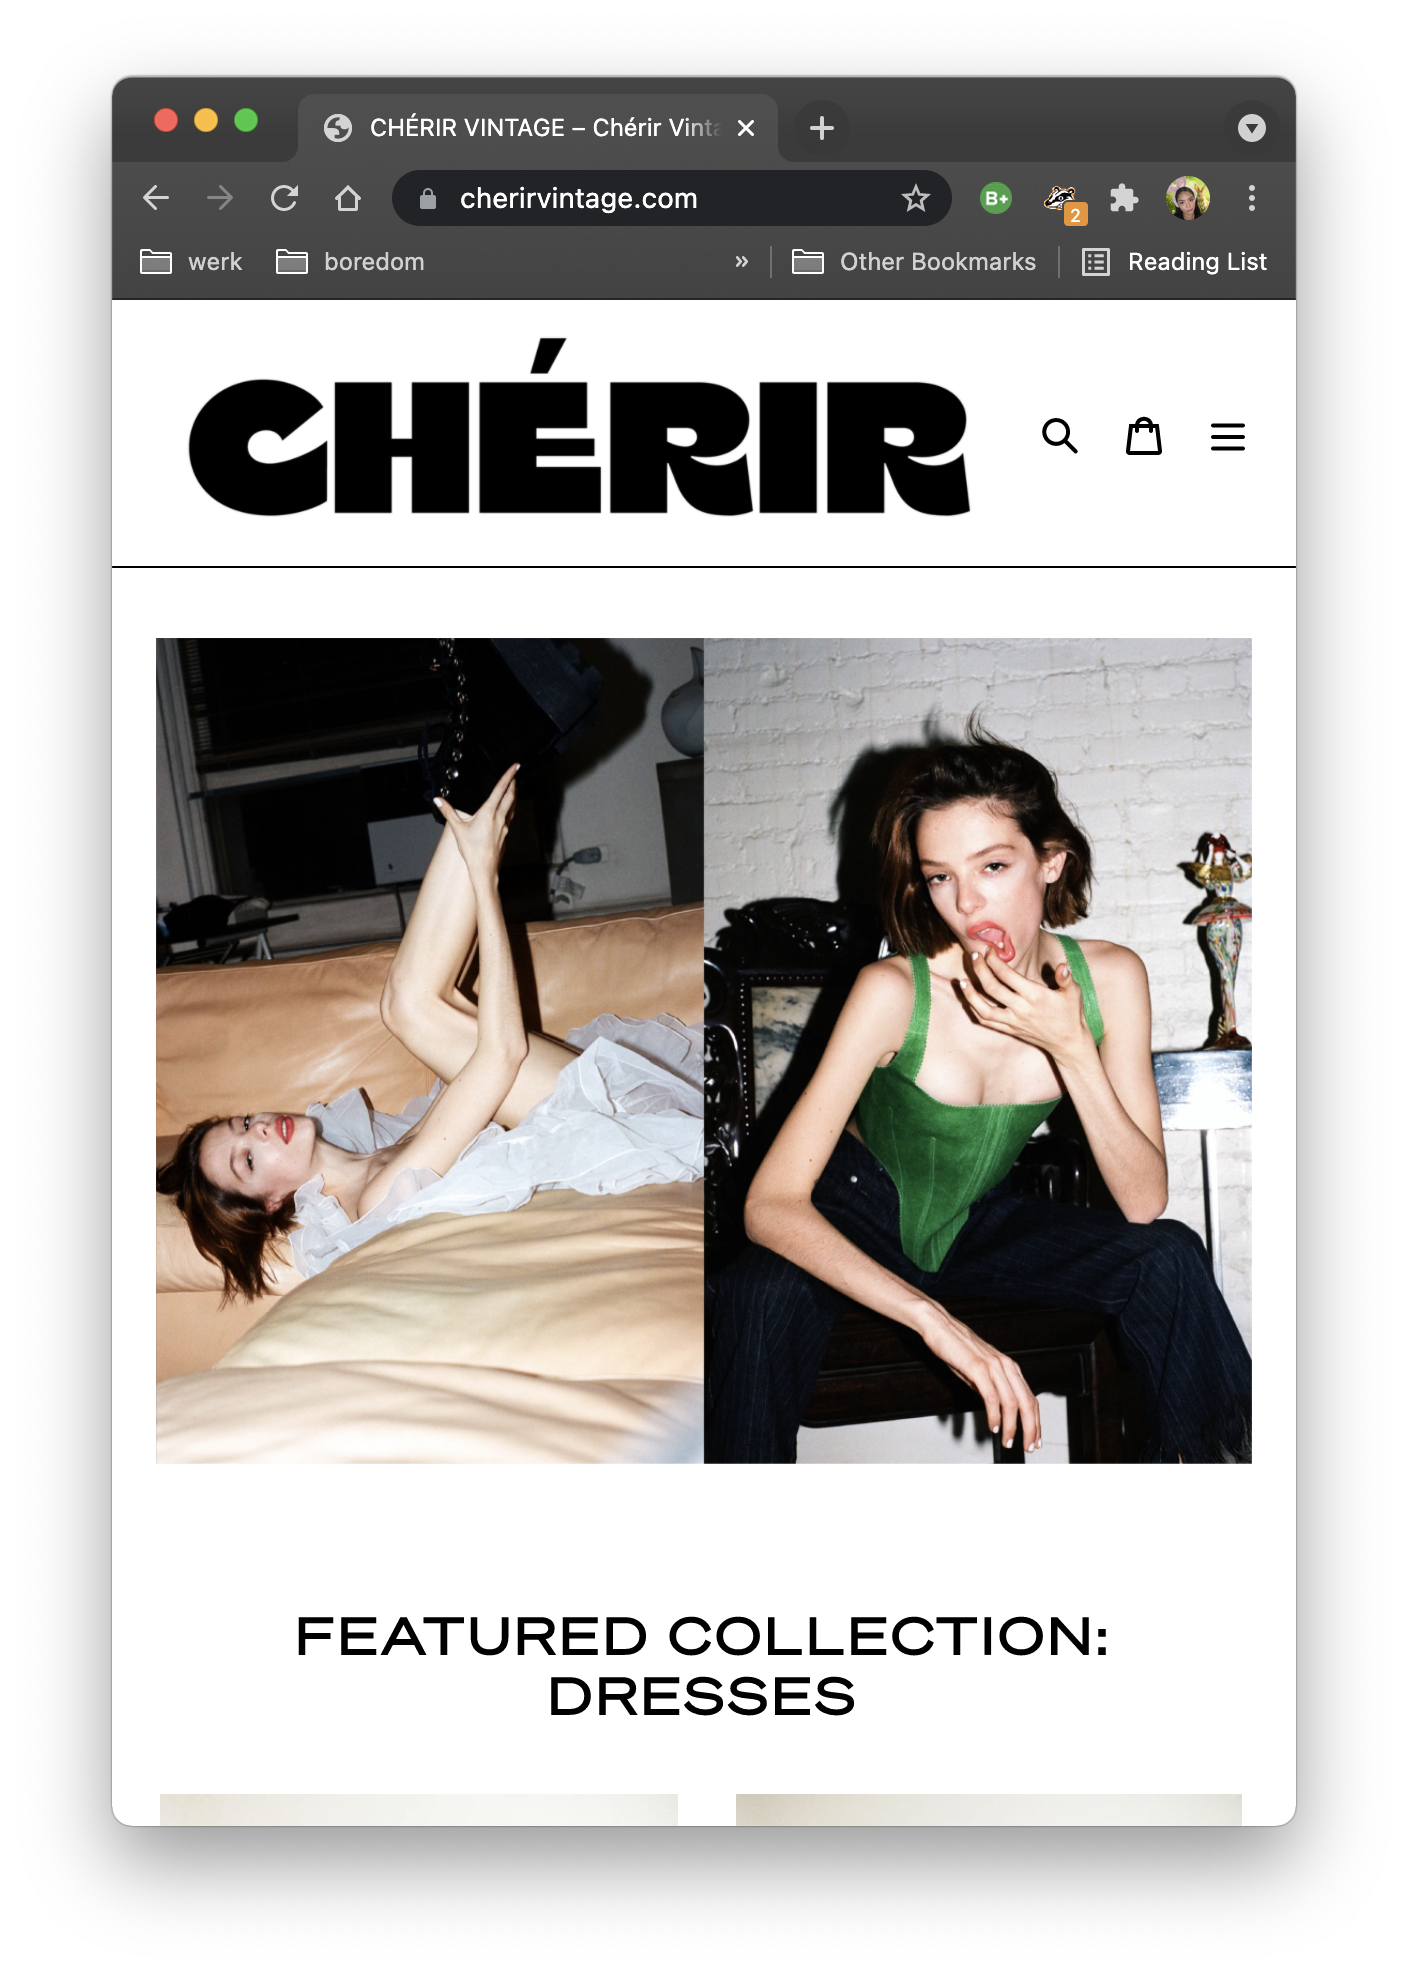 CHÉRIR VINTAGE – Chérir Vinta
cherirvintage.com
B+
2
werk
boredom
»
Other Bookmarks
Reading List
CHÉRIR
FEATURED COLLECTION:
DRESSES